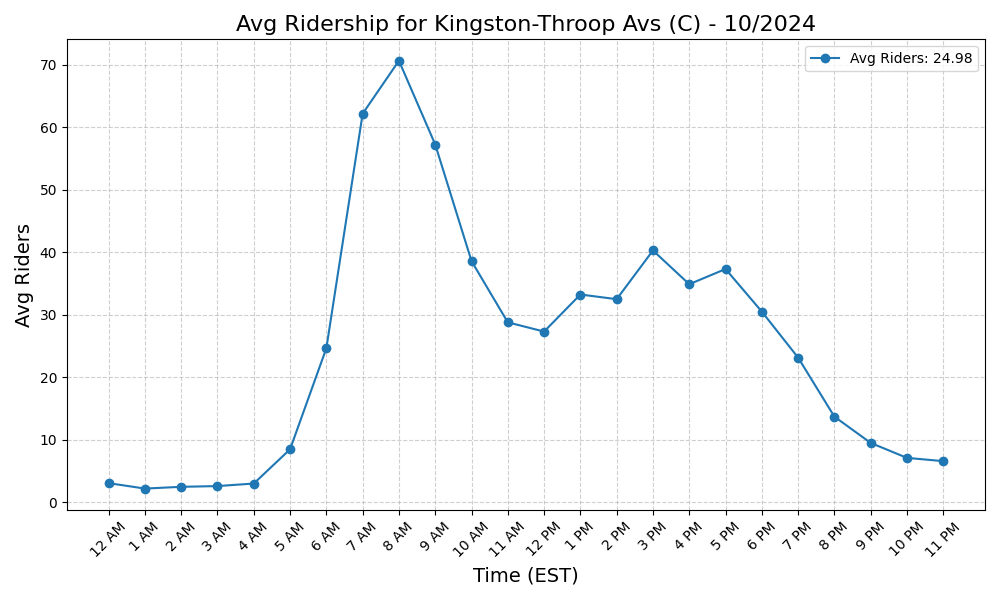 Avg Ridership for Kingston-Throop Avs (C) - 10/2024
Avg Riders: 24.98
Avg Riders
70
60
50
40
30
20
10
0
12 AM
1 AM
2 AM
3 AM
4 AM
5 AM
6 AM
7 AM
8 AM
9 AM
10 AM
11 AM
12 PM
1 PM
2 PM
3 PM
4 PM
5 PM
6 PM
7 PM
8 PM
9 PM
10 PM
11 PM
Time (EST)